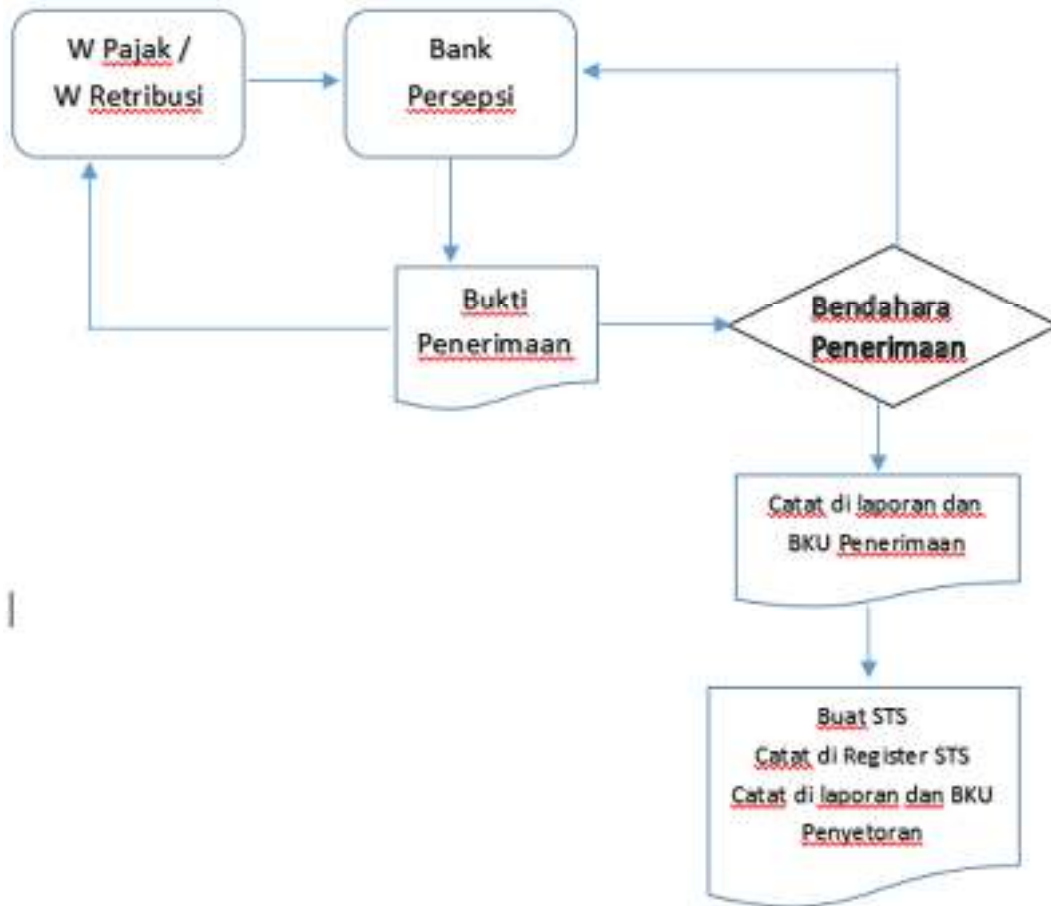 W Pajak /
W Retribusi
Bank
Persepsi
Bukti
Penerimaan
Bendahara
Penerimaan
Catat di laporan dan
BKU Penerimaan
Buat STS
Catat di Register STS
Catat di laporan dan BKU
Penyetoran